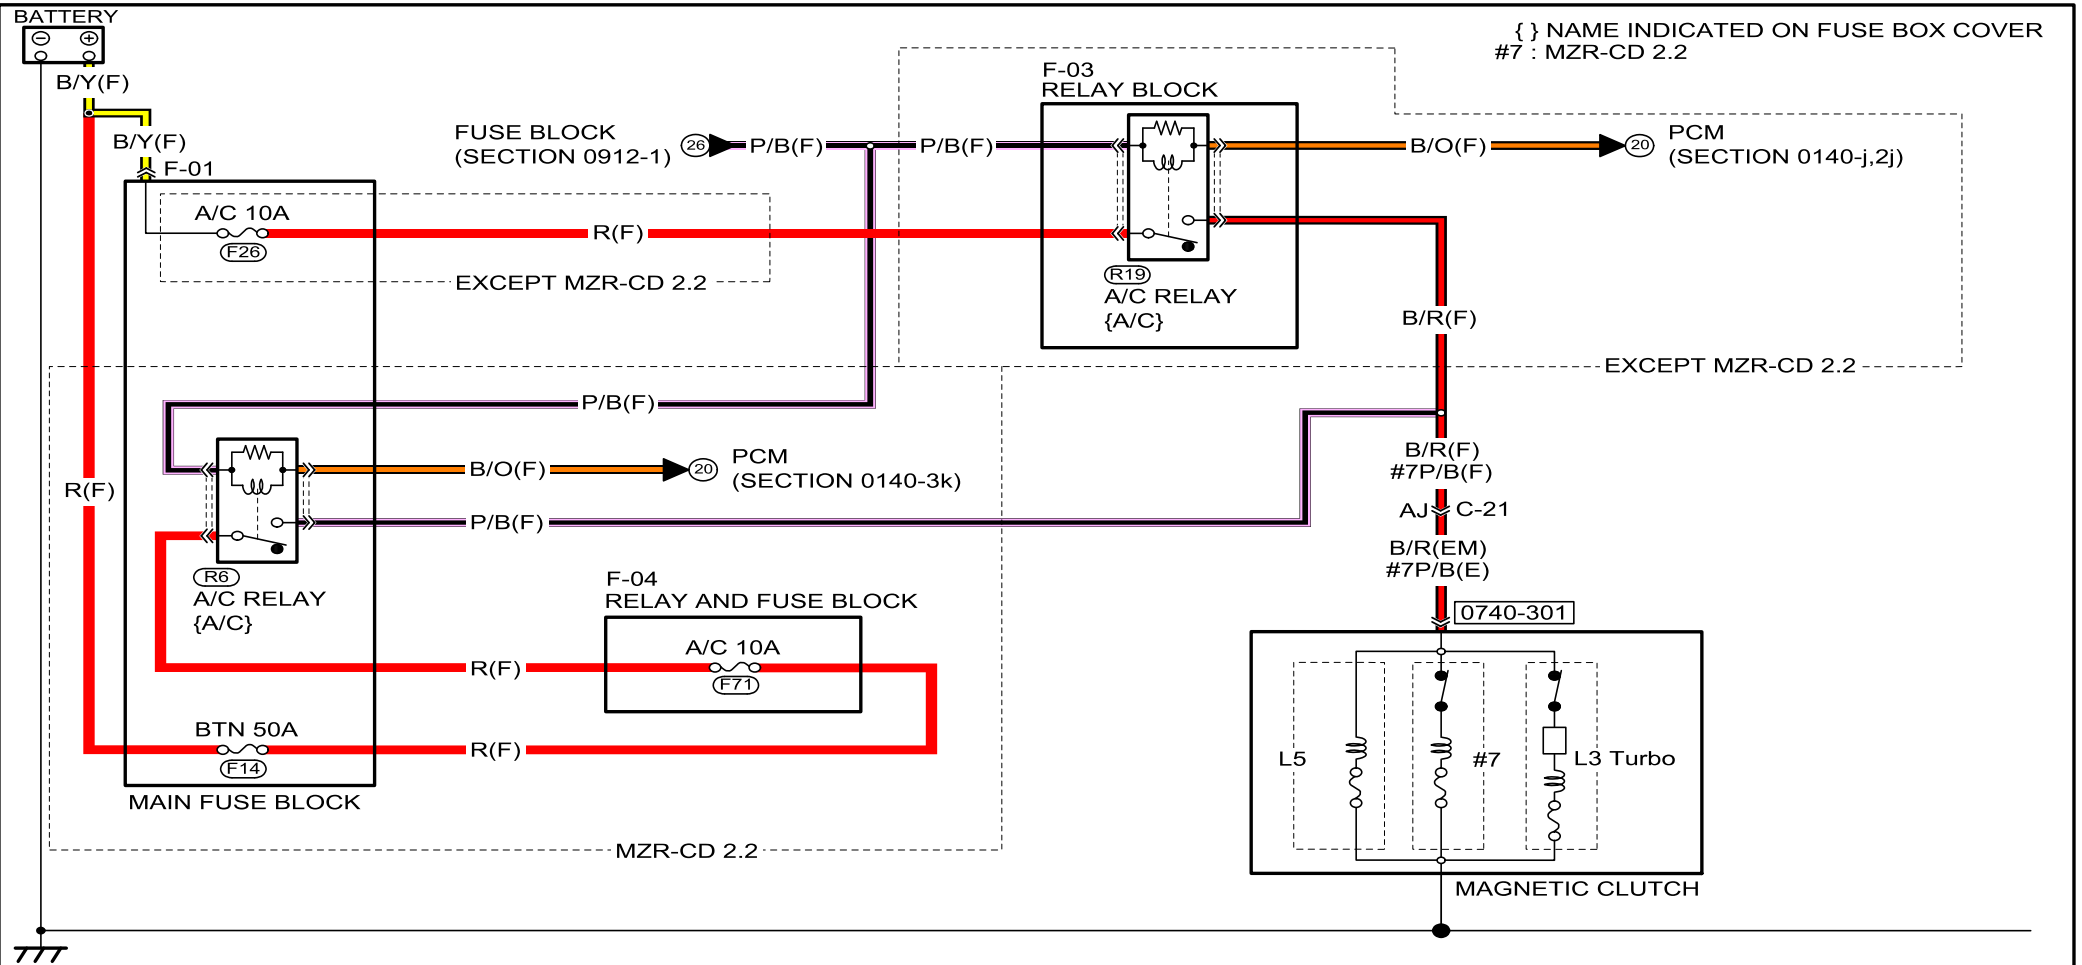 BATTERY
{ } NAME INDICATED ON FUSE BOX COVER
#7 : MZR-CD 2.2
− +
B/Y(F)
B/Y(F)
F-01
F-03
RELAY BLOCK
FUSE BLOCK
(SECTION 0912-1)
26
P/B(F)
P/B(F)
B/O(F)
20
PCM
(SECTION 0140-j,2j)
A/C 10A
F26
R(F)
EXCEPT MZR-CD 2.2
R19
A/C RELAY
{A/C}
B/R(F)
EXCEPT MZR-CD 2.2
P/B(F)
R(F)
B/O(F)
20
PCM
(SECTION 0140-3k)
P/B(F)
B/R(F)
#7P/B(F)
AJ C-21
B/R(EM)
#7P/B(E)
0740-301
R6
A/C RELAY
{A/C}
F-04
RELAY AND FUSE BLOCK
A/C 10A
F71
R(F)
BTN 50A
F14
R(F)
MAIN FUSE BLOCK
MZR-CD 2.2
L5
#7
L3 Turbo
MAGNETIC CLUTCH